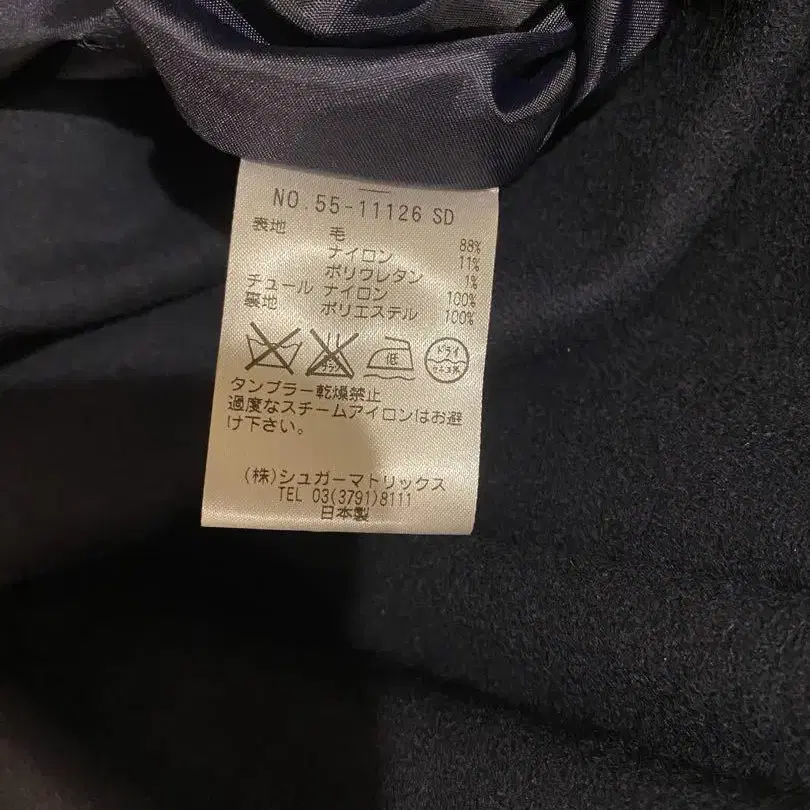 NO.55-11126 SD
表地 毛 88%
ナイロン 11%
ポリウレタン 1%
チュール ナイロン 100%
裏地 ポリエステル 100%
低 ドライ
タンブラー乾燥禁止
過度なスチームアイロンはお避
け下さい。
(株)シュガーマトリックス
TEL 03(3791)8111
日本製